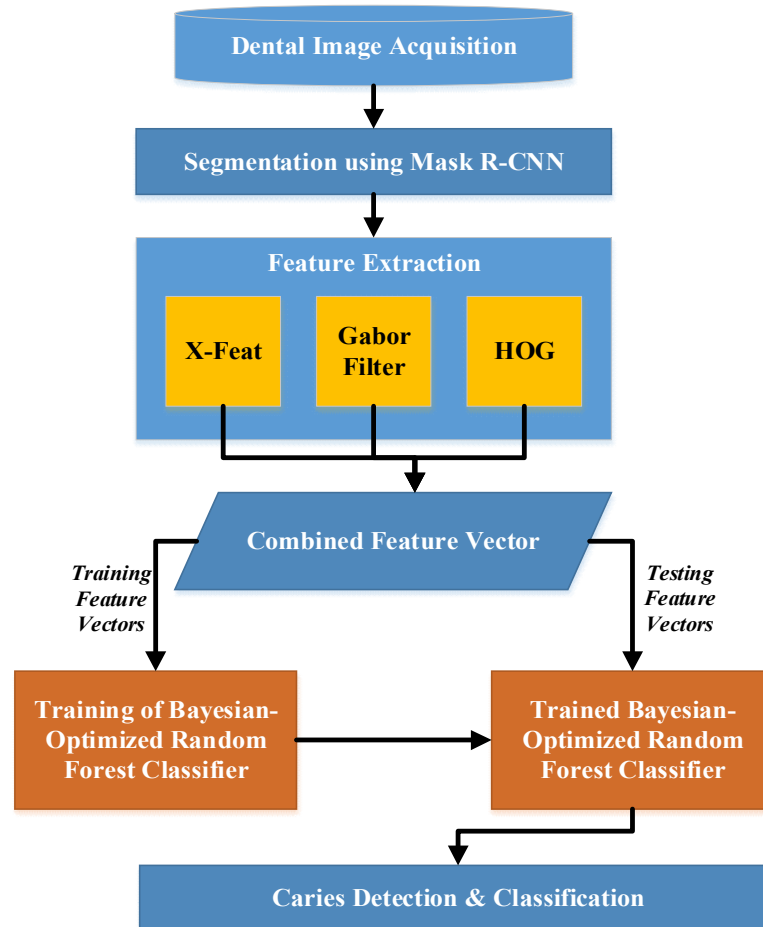 Dental Image Acquisition
Segmentation using Mask R-CNN
Feature Extraction
X-Feat
Gabor
Filter
HOG
Combined Feature Vector
Training
Feature
Vectors
Testing
Feature
Vectors
Training of Bayesian-
Optimized Random
Forest Classifier
Trained Bayesian-
Optimized Random
Forest Classifier
Caries Detection & Classification